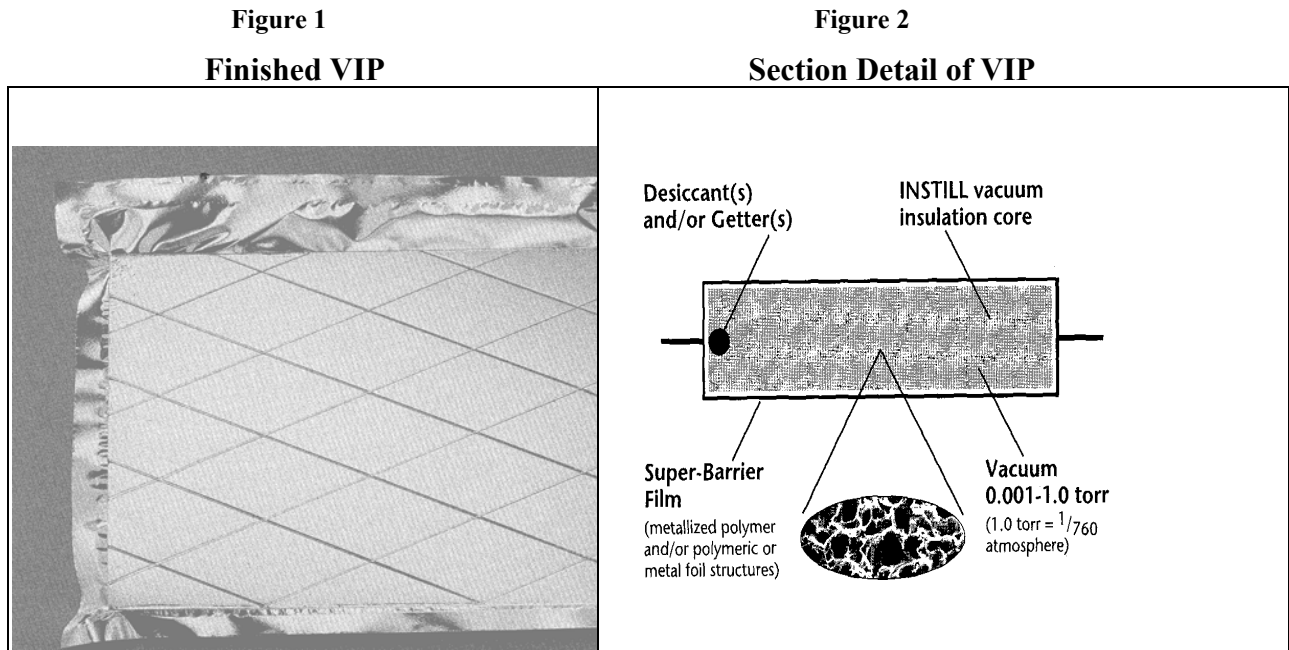 Figure 1
Figure 2
Finished VIP
Section Detail of VIP
Desiccant(s)
and/or Getter(s)
INSTILL vacuum
insulation core
Super-Barrier
Film
(metallized polymer
and/or polymeric or
metal foil structures)
Vacuum
0.001-1.0 torr
(1.0 torr = 1/760
atmosphere)